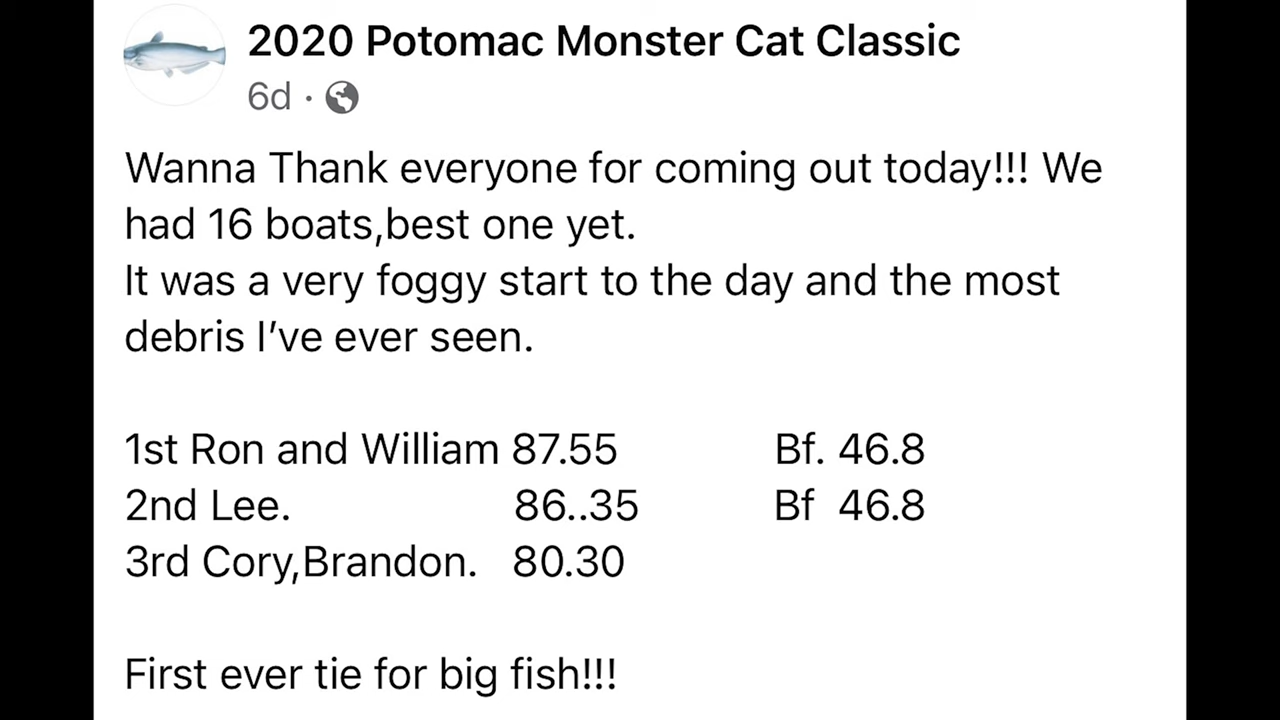 2020 Potomac Monster Cat Classic
6d ·
Wanna Thank everyone for coming out today!!! We
had 16 boats,best one yet.
It was a very foggy start to the day and the most
debris I’ve ever seen.
1st Ron and William 87.55 Bf. 46.8
2nd Lee. 86..35 Bf 46.8
3rd Cory,Brandon. 80.30
First ever tie for big fish!!!